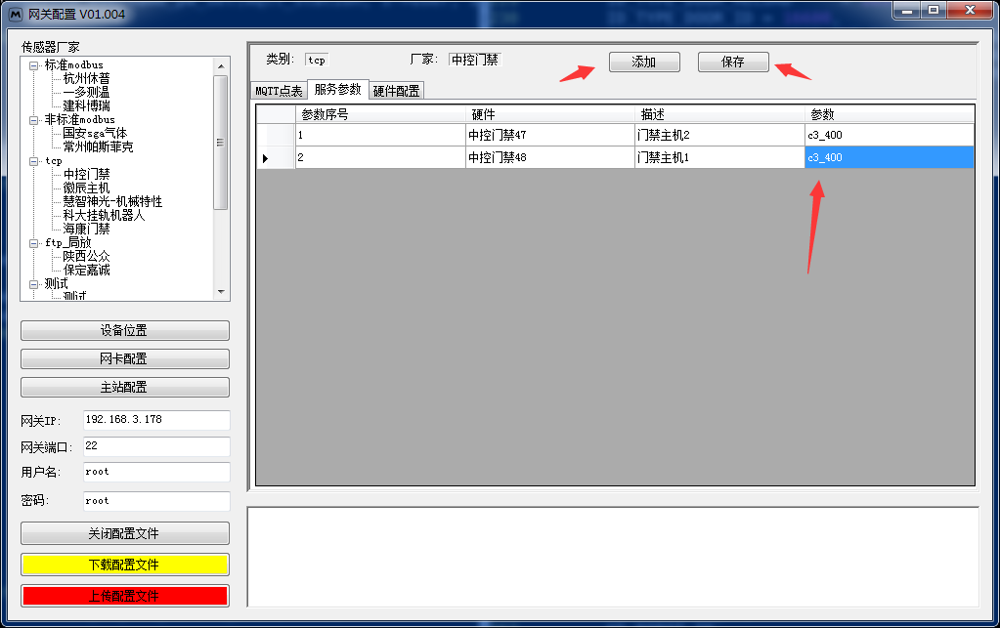 网关配置 V01.004
传感器厂家
标准modbus
杭州休普
一多测温
建科博瑞
非标准modbus
国安sga气体
常州帕斯菲克
tcp
中控门禁
徽辰主机
慧智神光-机械特性
科大挂轨机器人
海康门禁
ftp_局放
陕西公众
保定嘉诚
测试
测试
设备位置
网卡配置
主站配置
网关IP: 192.168.3.178
网关端口: 22
用户名: root
密码: root
关闭配置文件
下载配置文件
上传配置文件
类别: tcp 厂家: 中控门禁 添加 保存
MQTT点表 服务参数 硬件配置
参数序号 硬件 描述 参数
1 中控门禁47 门禁主机2 c3_400
2 中控门禁48 门禁主机1 c3_400